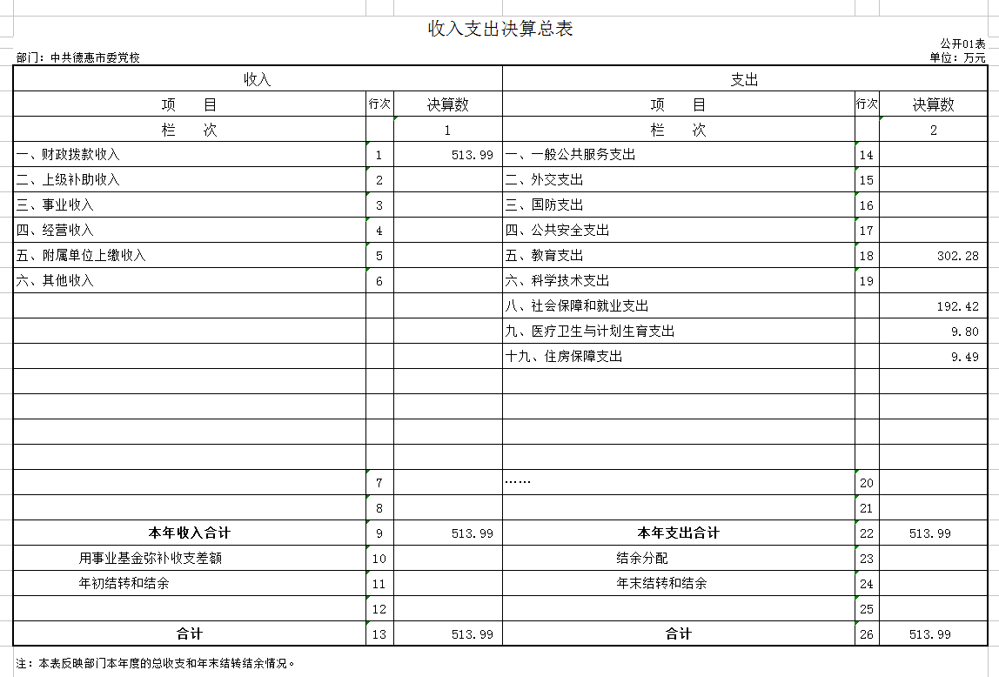 收入支出决算总表
公开01表
部门：中共德惠市委党校 单位：万元
收入 支出
项 目 行次 决算数 项 目 行次 决算数
栏 次 1 栏 次 2
一、财政拨款收入 1 513.99 一、一般公共服务支出 14
二、上级补助收入 2 二、外交支出 15
三、事业收入 3 三、国防支出 16
四、经营收入 4 四、公共安全支出 17
五、附属单位上缴收入 5 五、教育支出 18 302.28
六、其他收入 6 六、科学技术支出 19
八、社会保障和就业支出 192.42
九、医疗卫生与计划生育支出 9.80
十九、住房保障支出 9.49
7 …… 20
8 21
本年收入合计 9 513.99 本年支出合计 22 513.99
用事业基金弥补收支差额 10 结余分配 23
年初结转和结余 11 年末结转和结余 24
12 25
合计 13 513.99 合计 26 513.99
注：本表反映部门本年度的总收支和年末结转结余情况。